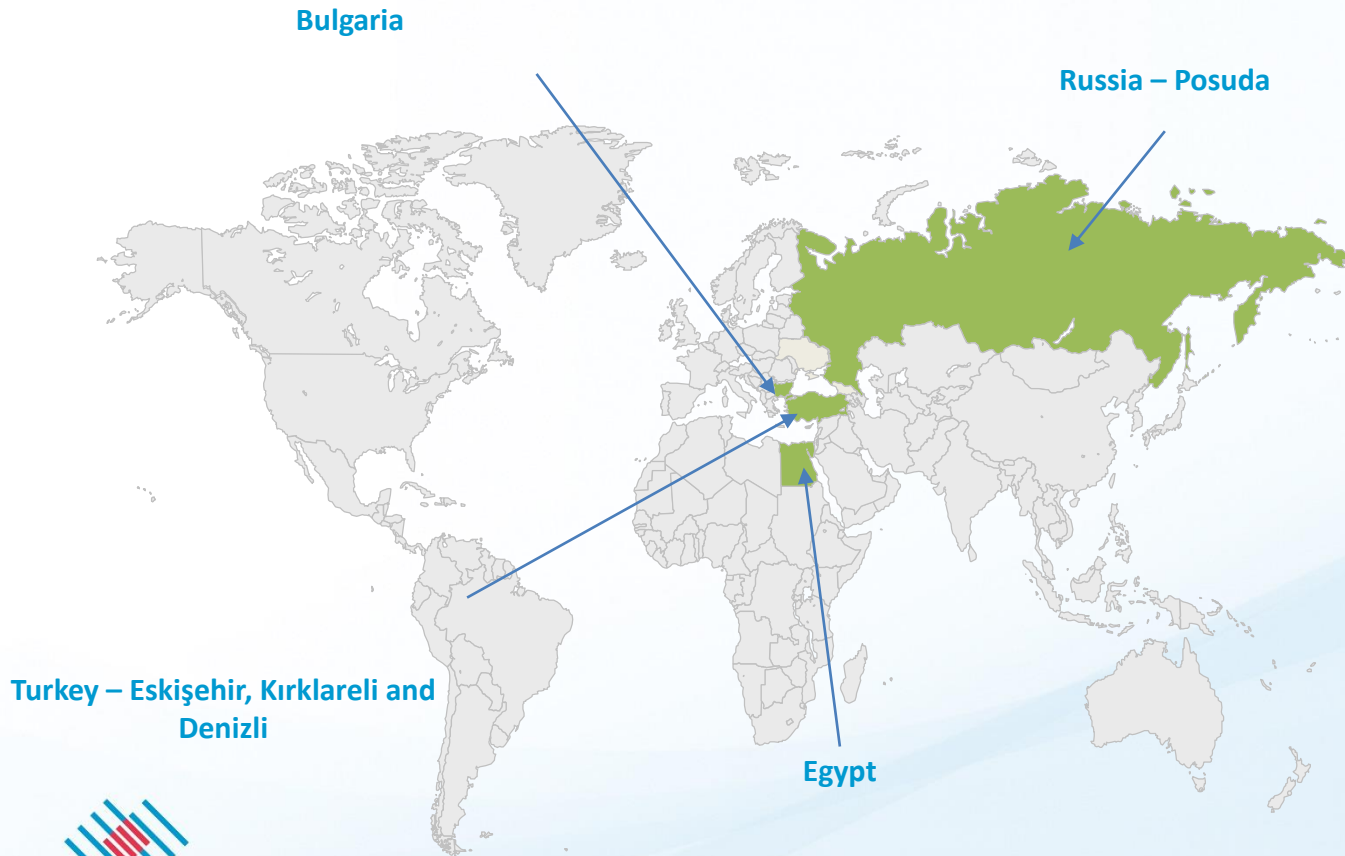 Bulgaria
Russia – Posuda
Turkey – Eskişehir, Kırklareli and
Denizli
Egypt